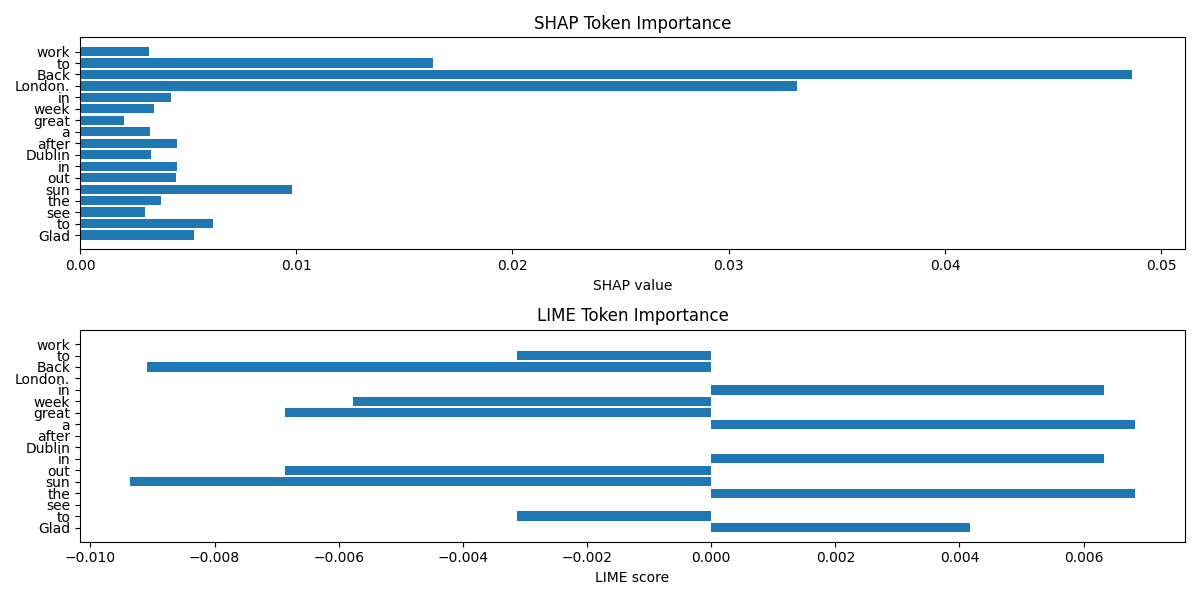 SHAP Token Importance
work
to
Back
London.
in
week
great
a
after
Dublin
in
out
sun
the
see
to
Glad
0.00 0.01 0.02 0.03 0.04 0.05
SHAP value
LIME Token Importance
work
to
Back
London.
in
week
great
a
after
Dublin
in
out
sun
the
see
to
Glad
−0.010 −0.008 −0.006 −0.004 −0.002 0.000 0.002 0.004 0.006
LIME score